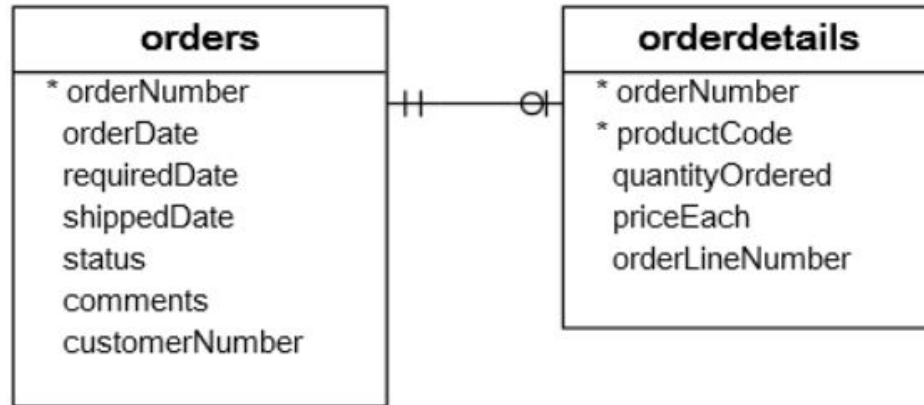 orders
* orderNumber
orderDate
requiredDate
shippedDate
status
comments
customerNumber
orderdetails
* orderNumber
* productCode
quantityOrdered
priceEach
orderLineNumber